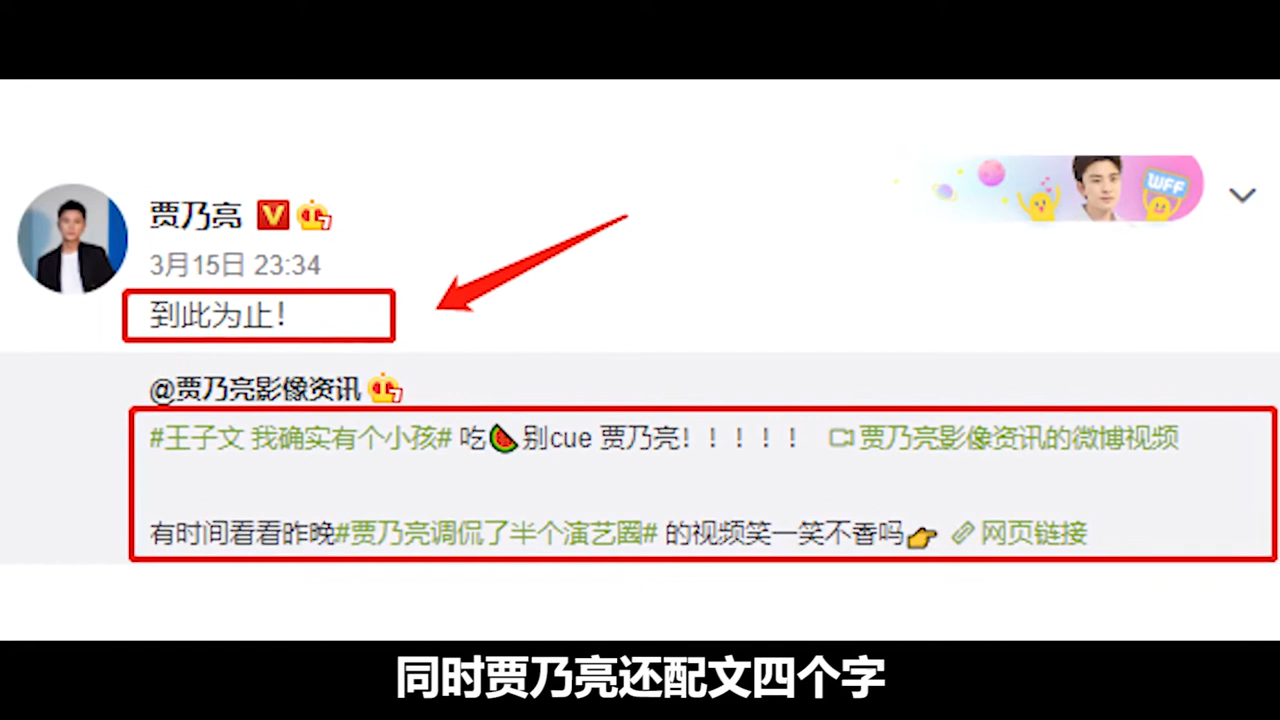 WFF
贾乃亮
3月15日 23:34
到此为止！
@贾乃亮影像资讯
#王子文 我确实有个小孩# 吃🍉别cue 贾乃亮！！！！！ 贾乃亮影像资讯的微博视频
有时间看看昨晚#贾乃亮调侃了半个演艺圈# 的视频笑一笑不香吗👉 网页链接
同时贾乃亮还配文四个字